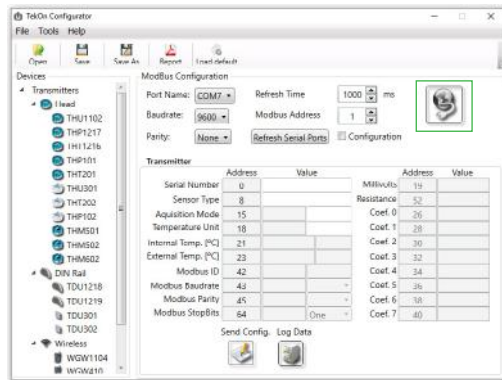 TekOn Configurator
File Tools Help
Open Save Save As Report Load default
Devices
Transmitters
Head
THU1102
THP1217
THT1216
THP101
THT201
THU301
THT202
THP102
THM501
THM502
THM602
DIN Rail
TDU1218
TDU1219
TDU301
TDU302
Wireless
WGW1104
WGW410
ModBus Configuration
Port Name: COM7 Refresh Time 1000 ms
Baudrate: 9600 Modbus Address 1
Parity: None Refresh Serial Ports Configuration
Transmitter
Address Value Address Value
Serial Number 0 Millivolts 19
Sensor Type 8 Resistance 52
Aquisition Mode 15 Coef. 0 26
Temperature Unit 18 Coef. 1 28
Internal Temp. [ºC] 21 Coef. 2 30
External Temp. [ºC] 23 Coef. 3 32
Modbus ID 42 Coef. 4 34
Modbus Baudrate 43 Coef. 5 36
Modbus Parity 45 Coef. 6 38
Modbus StopBits 64 One Coef. 7 40
Send Config. Log Data